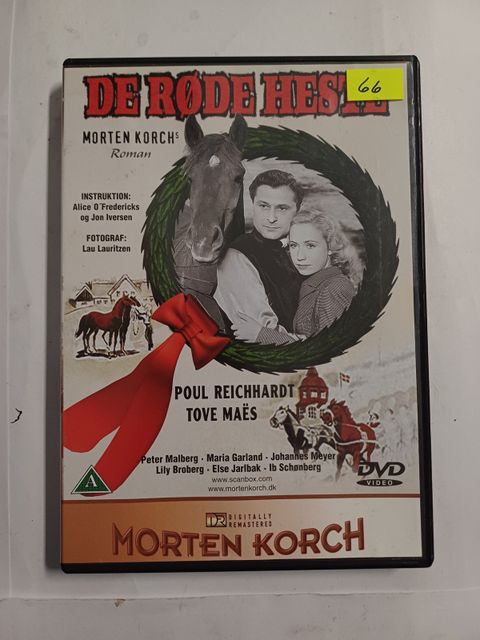 DE RØDE HESTE
66
MORTEN KORCHS
Roman
INSTRUKTION:
Alice O'Fredericks
og Jon Iversen
FOTOGRAF:
Lau Lauritzen
POUL REICHHARDT
TOVE MAËS
Peter Malberg · Maria Garland · Johannes Meyer
Lily Broberg · Else Jarlbak · Ib Schønberg
www.scanbox.com
www.mortenkorch.dk
A
DVD
VIDEO
DR DIGITALLY
REMASTERED
MORTEN KORCH